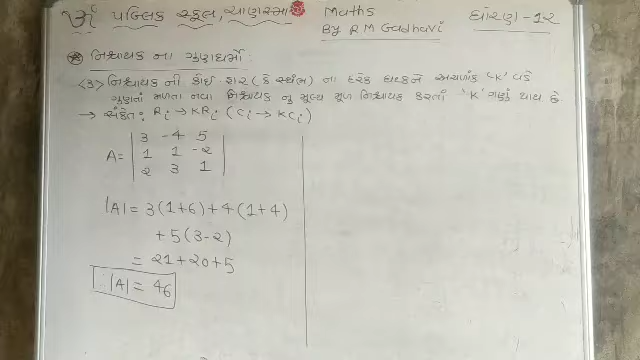 ૐ પબ્લિક સ્કૂલ, ચાણસ્મા Maths ધોરણ - 12
By R M Gadhavi
નિશ્ચાયક ના ગુણધર્મો:
<3> નિશ્ચાયક ની કોઈ હાર (કે સ્તંભ) ના દરેક ઘટકને અચળાંક 'K' વડે
ગુણતાં મળતા નવા નિશ્ચાયક નુ મૂલ્ય મૂળ નિશ્ચાયક કરતાં 'K' ગણું થાય છે.
→ સંકેત: Ri → KRi (Ci → KCi)
3 -4 5
A = 1 1 -2
2 3 1
|A| = 3(1+6) + 4(1+4)
+ 5(3-2)
= 21 + 20 + 5
∴ |A| = 46